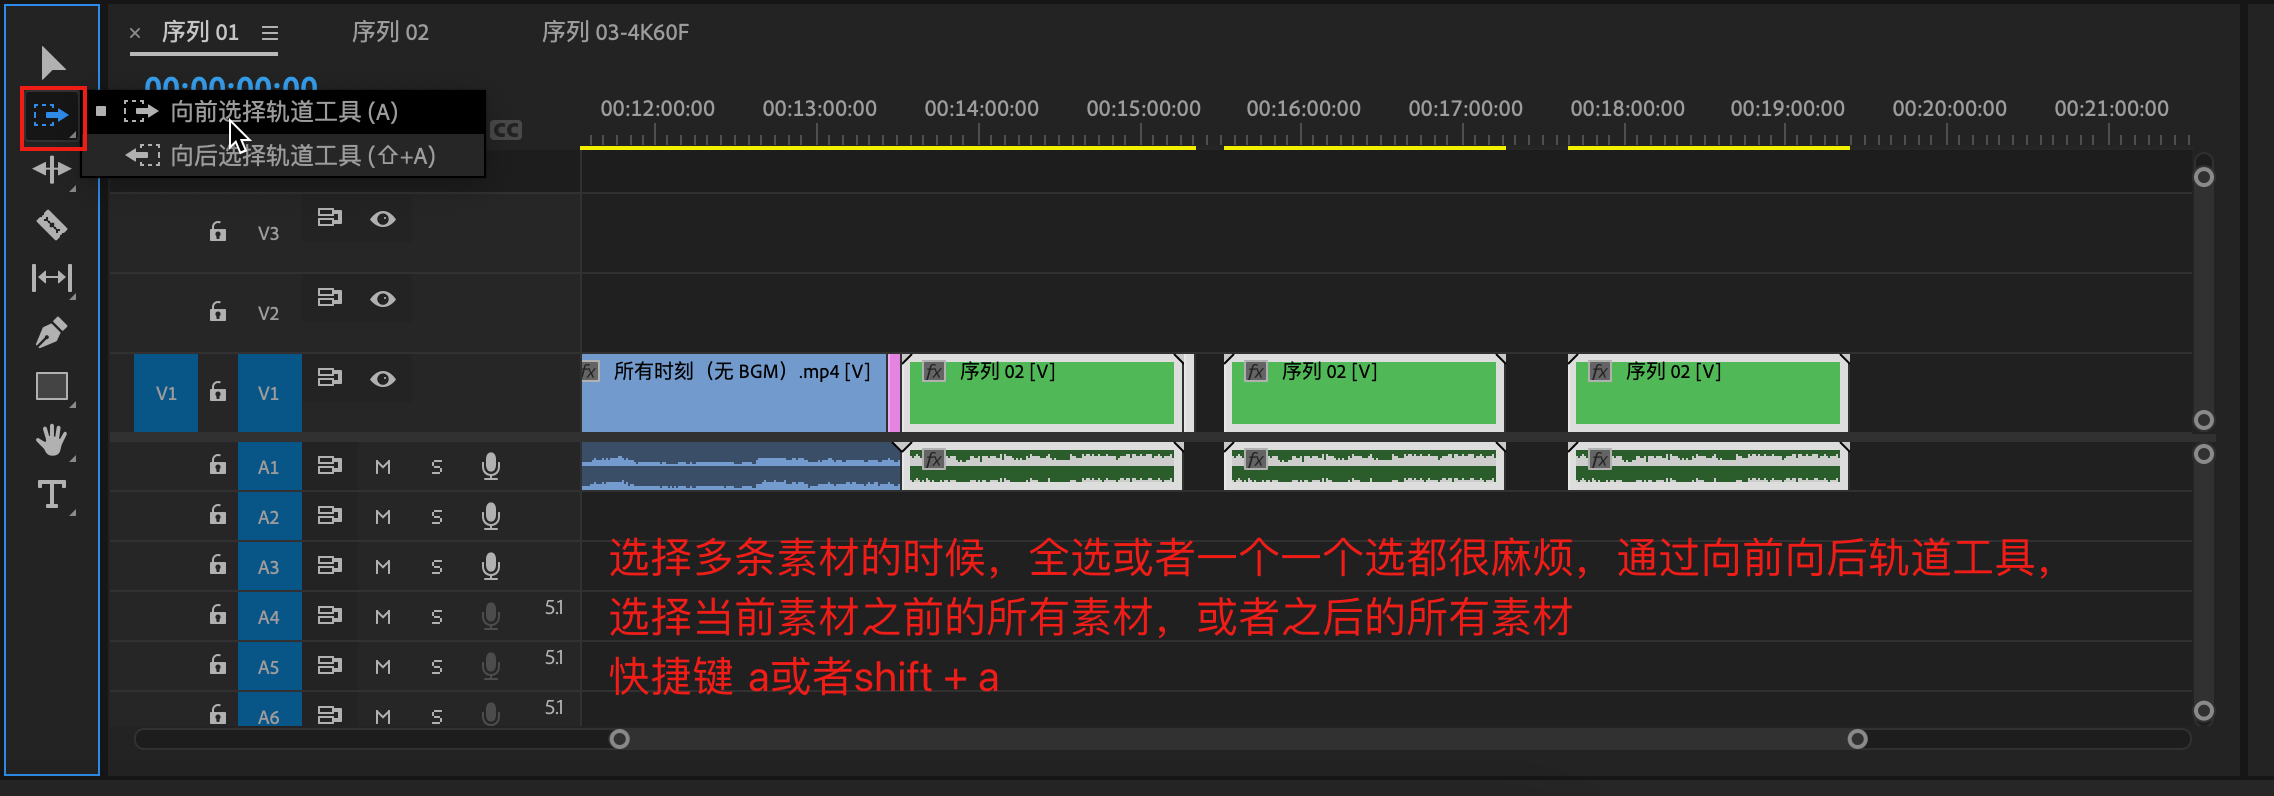 × 序列 01 ≡ 序列 02 序列 03-4K60F
00:00:00:00
向前选择轨道工具 (A)
向后选择轨道工具 (⇧+A)
CC
00:12:00:00 00:13:00:00 00:14:00:00 00:15:00:00 00:16:00:00 00:17:00:00 00:18:00:00 00:19:00:00 00:20:00:00 00:21:00:00
V3
V2
V1 V1
fx 所有时刻（无 BGM）.mp4 [V] fx 序列 02 [V] fx 序列 02 [V] fx 序列 02 [V]
A1 M S fx fx fx
A2 M S
A3 M S
A4 M S 5.1
A5 M S 5.1
A6 M S 5.1
T
选择多条素材的时候，全选或者一个一个选都很麻烦，通过向前向后轨道工具，
选择当前素材之前的所有素材，或者之后的所有素材
快捷键 a或者shift + a